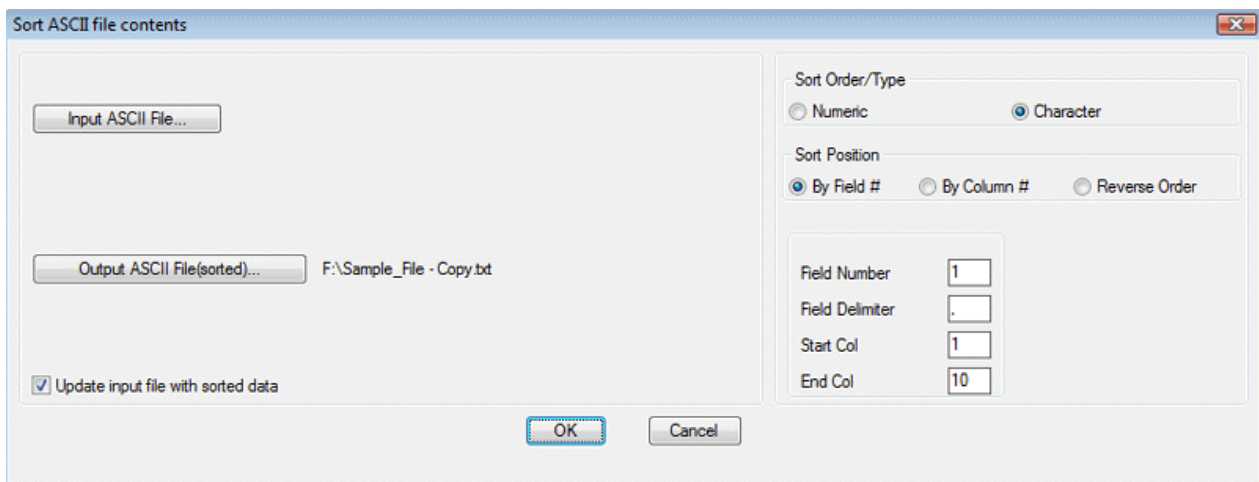 Sort ASCII file contents
Input ASCII File...
Output ASCII File(sorted)... F:\Sample_File - Copy.txt
Update input file with sorted data
Sort Order/Type
Numeric Character
Sort Position
By Field # By Column # Reverse Order
Field Number 1
Field Delimiter .
Start Col 1
End Col 10
OK Cancel